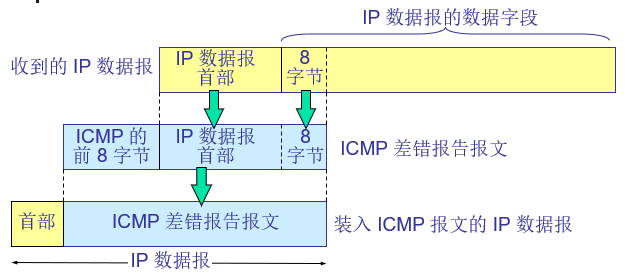 IP 数据报的数据字段
收到的 IP 数据报
IP 数据报
首部
8
字节
ICMP 的
前 8 字节
IP 数据报
首部
8
字节
ICMP 差错报告报文
首部
ICMP 差错报告报文
装入 ICMP 报文的 IP 数据报
IP 数据报